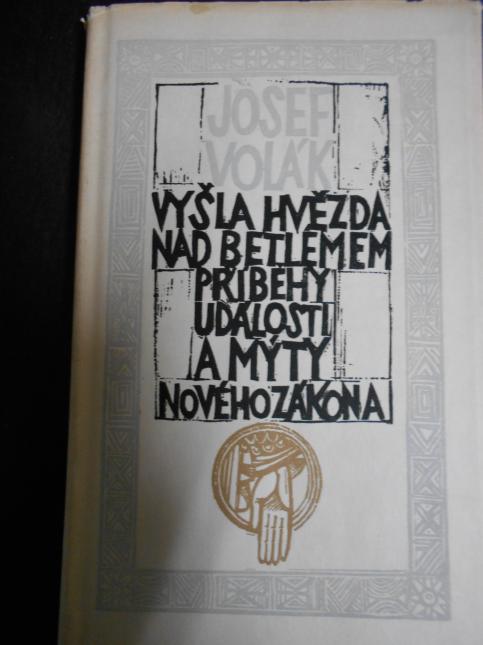 JOSEF
VOLÁK
VYŠLA HVĚZDA
NAD BETLÉMEM
PŘÍBĚHY
UDÁLOSTI
A MÝTY
NOVÉHO ZÁKONA